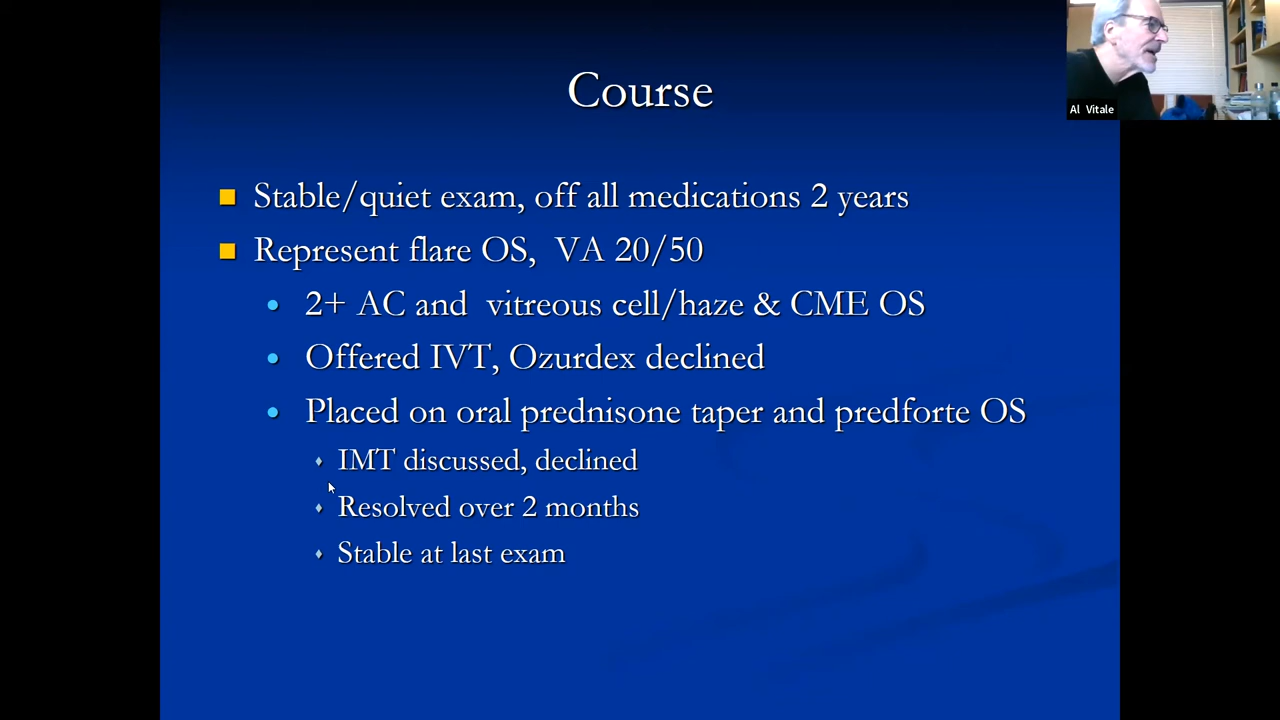 Course
Stable/quiet exam, off all medications 2 years
Represent flare OS, VA 20/50
2+ AC and vitreous cell/haze & CME OS
Offered IVT, Ozurdex declined
Placed on oral prednisone taper and predforte OS
IMT discussed, declined
Resolved over 2 months
Stable at last exam
Al Vitale